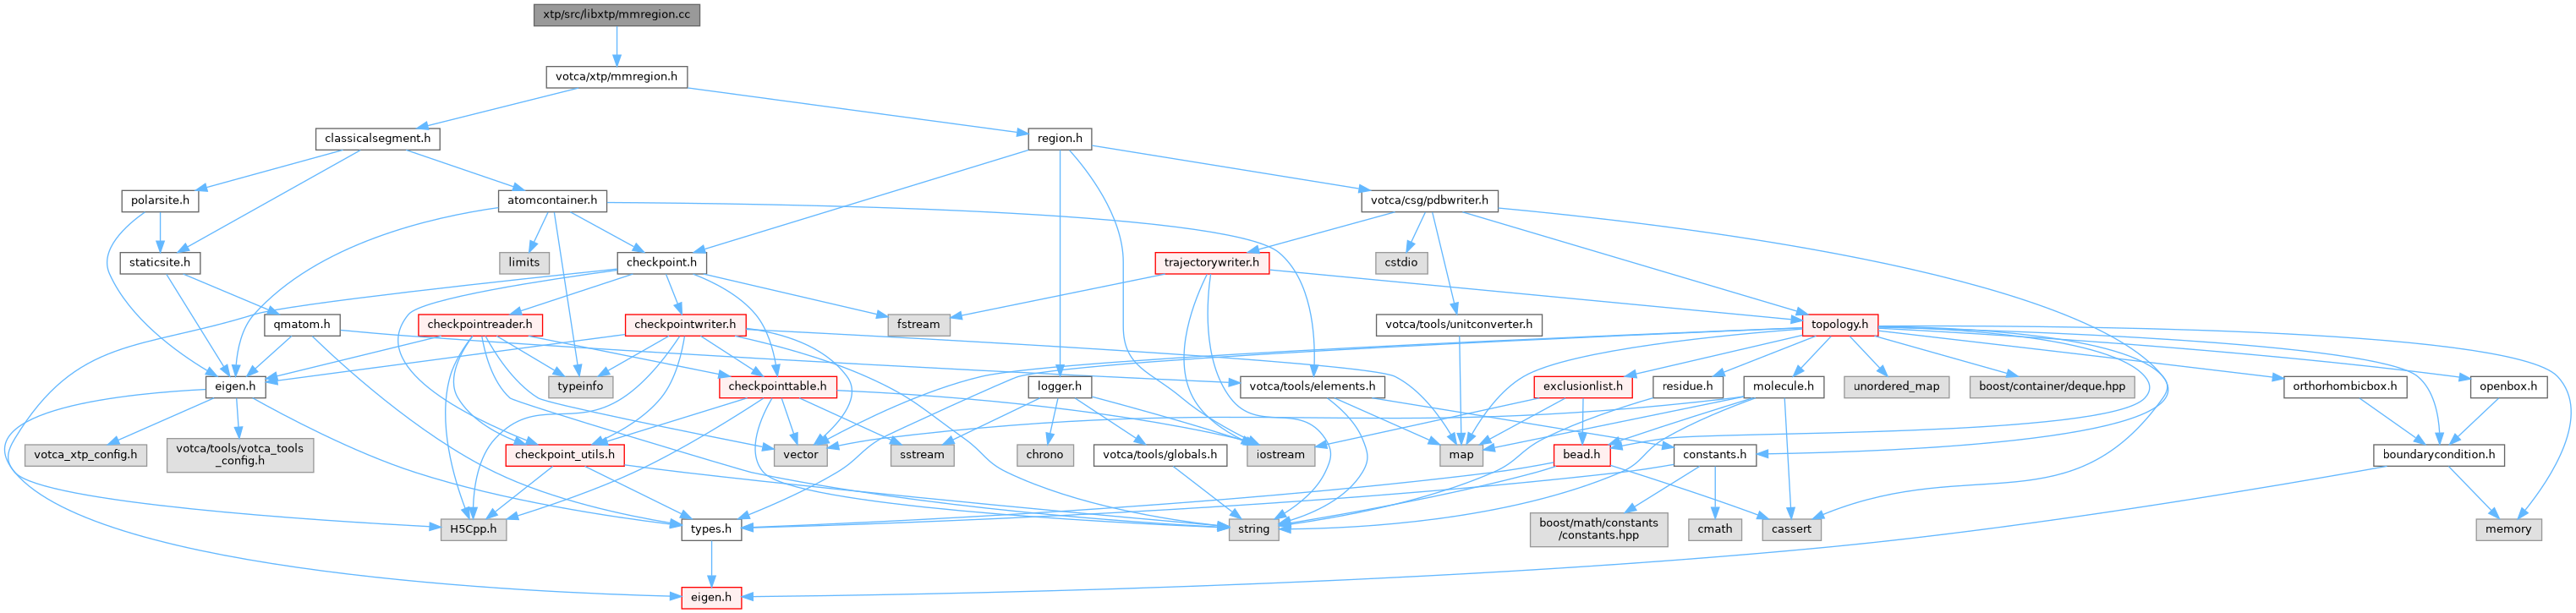 xtp/src/libxtp/mmregion.cc
votca/xtp/mmregion.h
classicalsegment.h
region.h
polarsite.h
atomcontainer.h
votca/csg/pdbwriter.h
staticsite.h
limits
checkpoint.h
trajectorywriter.h
cstdio
qmatom.h
checkpointreader.h
checkpointwriter.h
fstream
votca/tools/unitconverter.h
topology.h
eigen.h
typeinfo
checkpointtable.h
logger.h
votca/tools/elements.h
exclusionlist.h
residue.h
molecule.h
unordered_map
boost/container/deque.hpp
orthorhombicbox.h
openbox.h
votca_xtp_config.h
votca/tools/votca_tools
_config.h
checkpoint_utils.h
vector
sstream
chrono
votca/tools/globals.h
iostream
map
bead.h
constants.h
boundarycondition.h
H5Cpp.h
types.h
string
boost/math/constants
/constants.hpp
cmath
cassert
memory
eigen.h